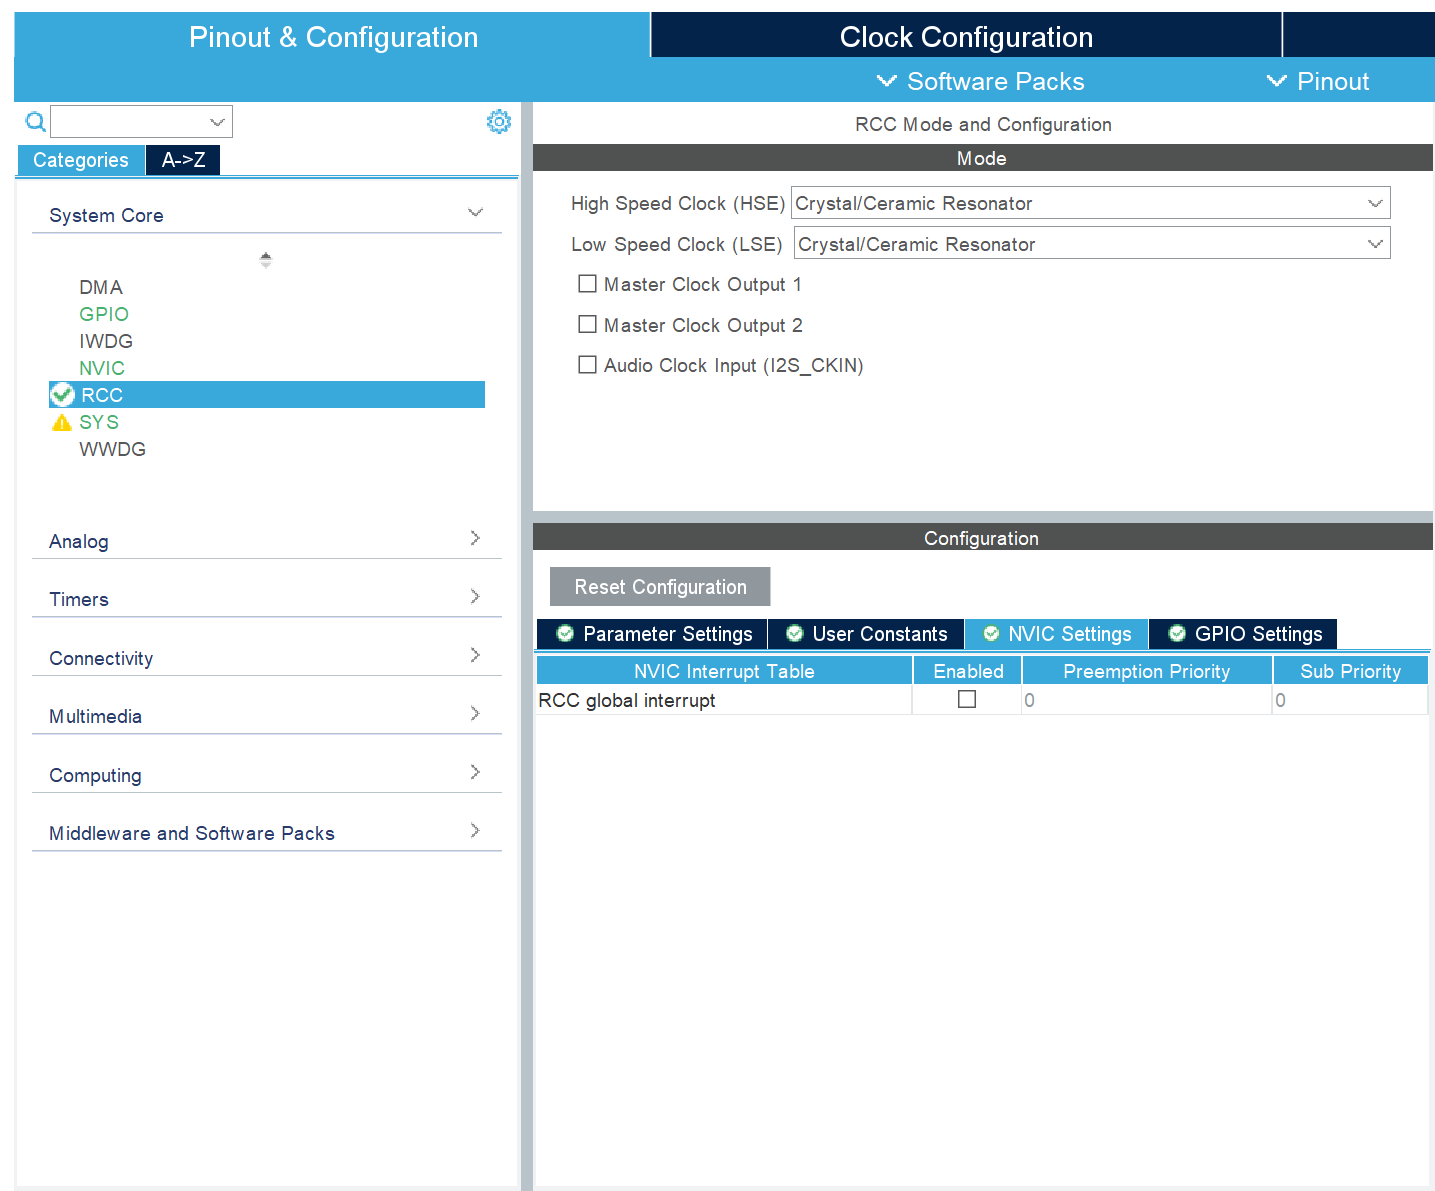 Pinout & Configuration
Clock Configuration
Software Packs
Pinout
Categories
A->Z
System Core
DMA
GPIO
IWDG
NVIC
RCC
SYS
WWDG
Analog
Timers
Connectivity
Multimedia
Computing
Middleware and Software Packs
RCC Mode and Configuration
Mode
High Speed Clock (HSE) Crystal/Ceramic Resonator
Low Speed Clock (LSE) Crystal/Ceramic Resonator
Master Clock Output 1
Master Clock Output 2
Audio Clock Input (I2S_CKIN)
Configuration
Reset Configuration
Parameter Settings User Constants NVIC Settings GPIO Settings
NVIC Interrupt Table Enabled Preemption Priority Sub Priority
RCC global interrupt 0 0